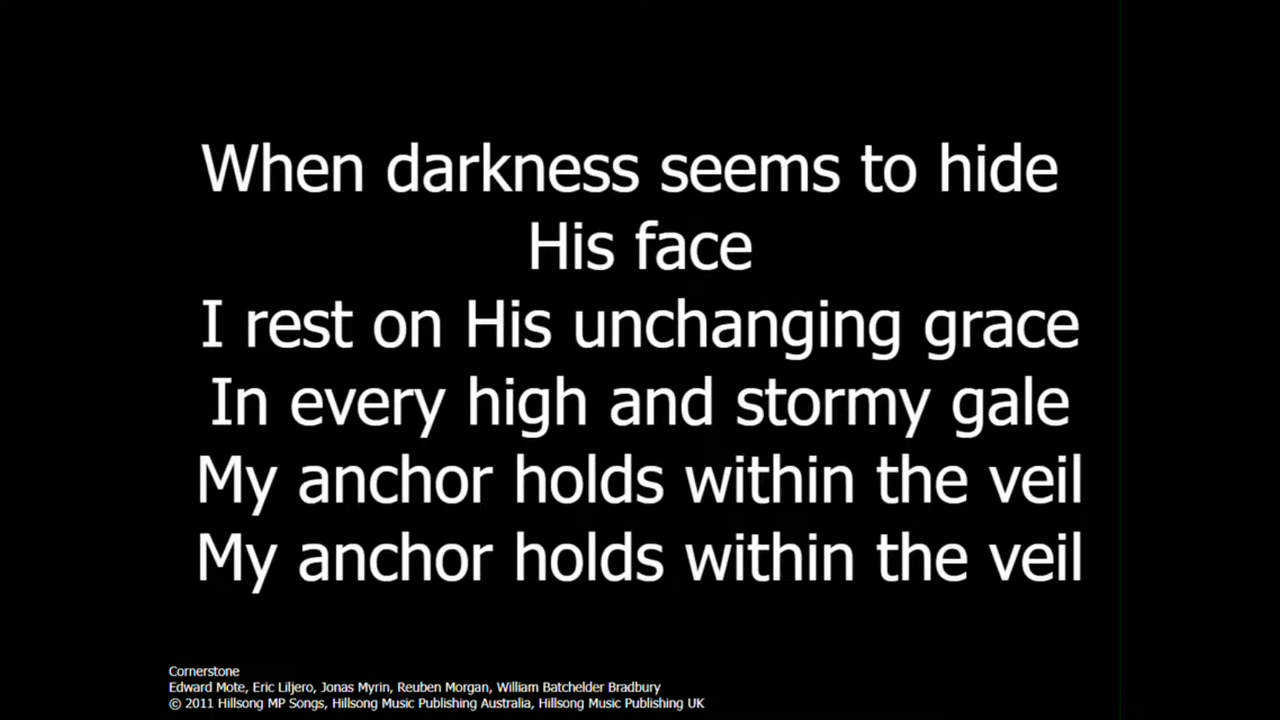 When darkness seems to hide
His face
I rest on His unchanging grace
In every high and stormy gale
My anchor holds within the veil
My anchor holds within the veil
Cornerstone
Edward Mote, Eric Liljero, Jonas Myrin, Reuben Morgan, William Batchelder Bradbury
© 2011 Hillsong MP Songs, Hillsong Music Publishing Australia, Hillsong Music Publishing UK